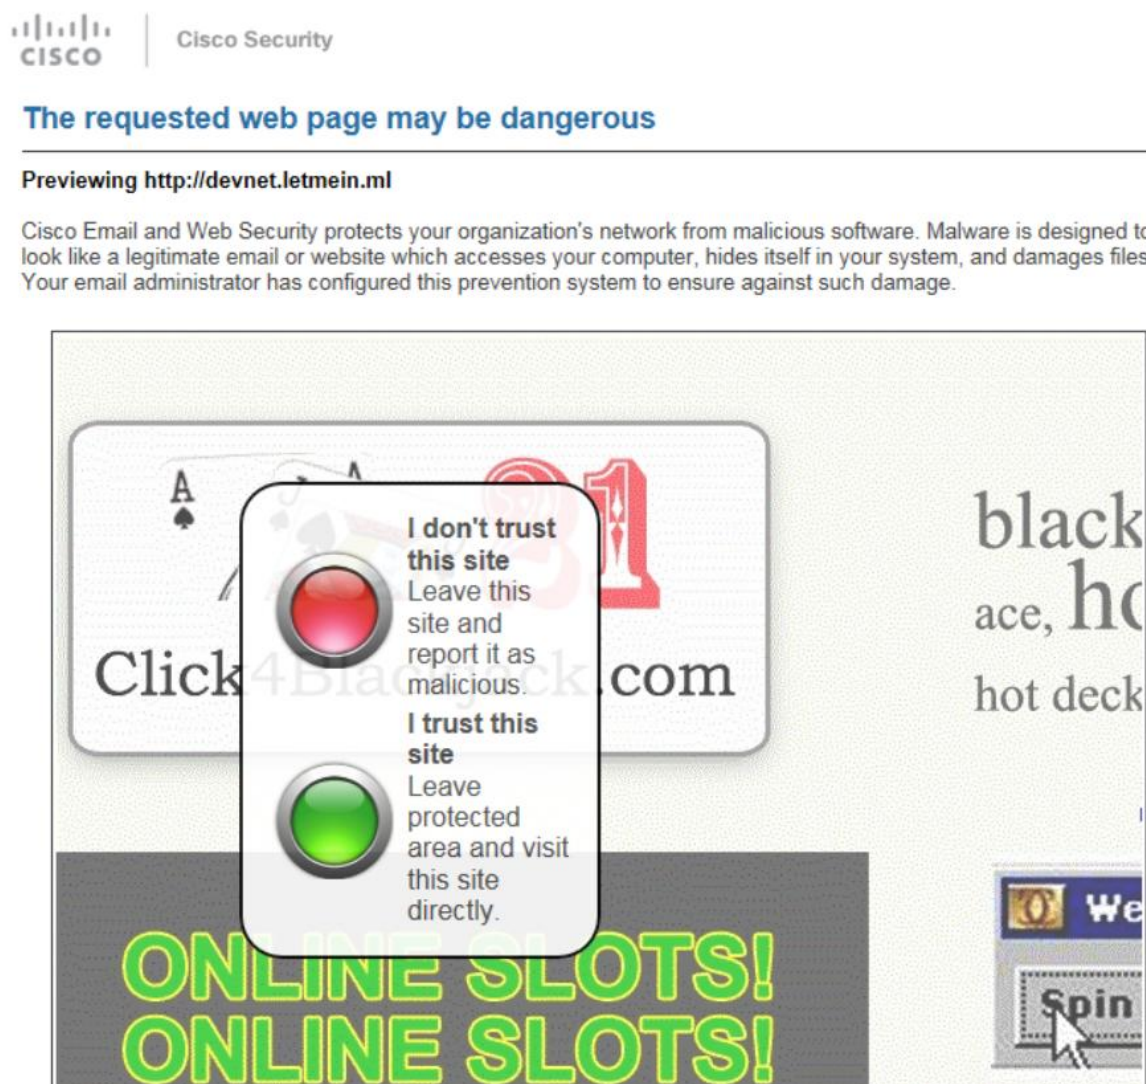 CISCO
Cisco Security
The requested web page may be dangerous
Previewing http://devnet.letmein.ml
Cisco Email and Web Security protects your organization's network from malicious software. Malware is designed to
look like a legitimate email or website which accesses your computer, hides itself in your system, and damages files
Your email administrator has configured this prevention system to ensure against such damage.
A
J
A
21
Click4Blackjack.com
I don't trust
this site
Leave this
site and
report it as
malicious.
I trust this
site
Leave
protected
area and visit
this site
directly.
black
ace, ho
hot deck
ONLINE SLOTS!
ONLINE SLOTS!
We
Spin